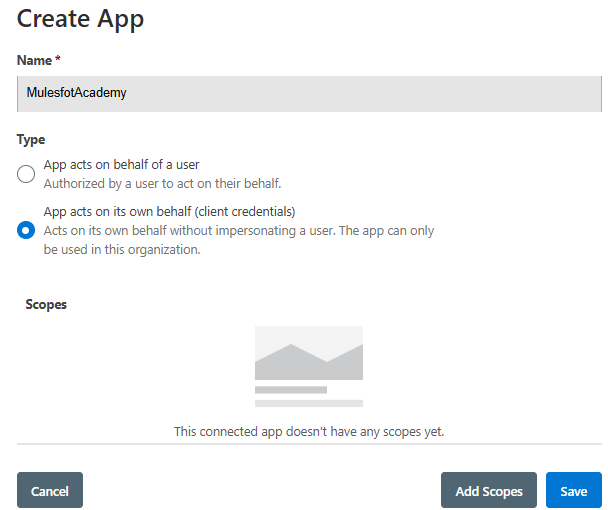 Create App
Name *
MulesfotAcademy
Type
App acts on behalf of a user
Authorized by a user to act on their behalf.
App acts on its own behalf (client credentials)
Acts on its own behalf without impersonating a user. The app can only
be used in this organization.
Scopes
This connected app doesn't have any scopes yet.
Cancel
Add Scopes
Save